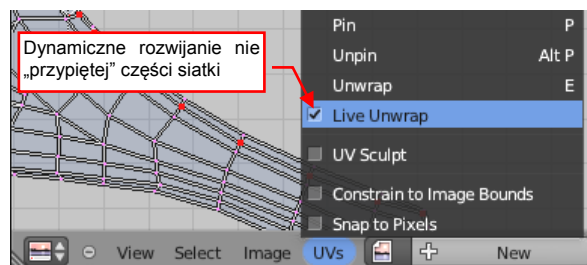 Dynamiczne rozwijanie nie
„przypiętej” części siatki
Pin P
Unpin Alt P
Unwrap E
Live Unwrap
UV Sculpt
Constrain to Image Bounds
Snap to Pixels
View Select Image UVs New